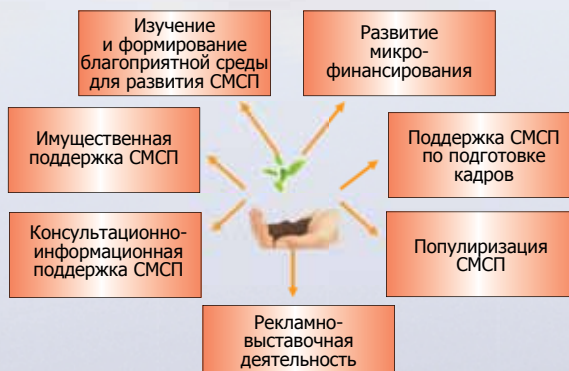 Изучение
и формирование
благоприятной среды
для развития СМСП
Развитие
микро-
финансирования
Имущественная
поддержка СМСП
Поддержка СМСП
по подготовке
кадров
Консультационно-
информационная
поддержка СМСП
Популиризация
СМСП
Рекламно-
выставочная
деятельность